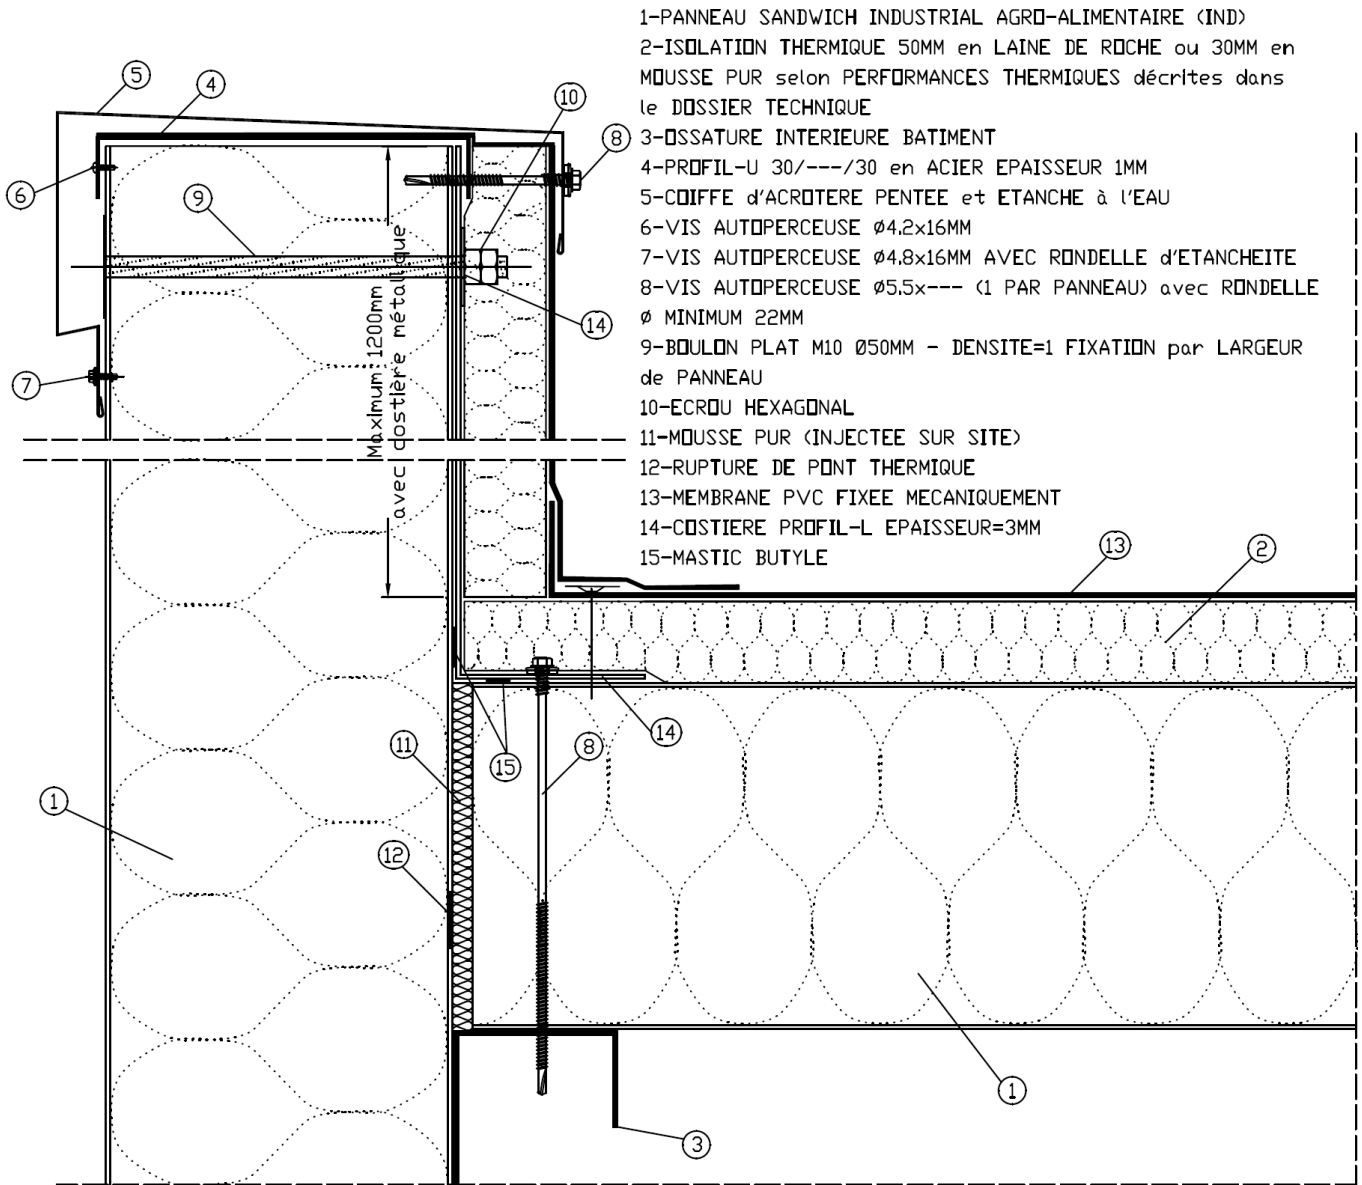 1-PANNEAU SANDWICH INDUSTRIAL AGRO-ALIMENTAIRE (IND)
2-ISOLATION THERMIQUE 50MM en LAINE DE ROCHE ou 30MM en
MOUSSE PUR selon PERFORMANCES THERMIQUES décrites dans
le DOSSIER TECHNIQUE
3-OSSATURE INTERIEURE BATIMENT
4-PROFIL-U 30/---/30 en ACIER EPAISSEUR 1MM
5-COIFFE d'ACROTERE PENTEE et ETANCHE à l'EAU
6-VIS AUTOPERCEUSE Ø4,2x16MM
7-VIS AUTOPERCEUSE Ø4,8x16MM AVEC RONDELLE d'ETANCHEITE
8-VIS AUTOPERCEUSE Ø5,5x--- (1 PAR PANNEAU) avec RONDELLE
Ø MINIMUM 22MM
9-BOULON PLAT M10 Ø50MM - DENSITE=1 FIXATION par LARGEUR
de PANNEAU
10-ECROU HEXAGONAL
11-MOUSSE PUR (INJECTEE SUR SITE)
12-RUPTURE DE PONT THERMIQUE
13-MEMBRANE PVC FIXEE MECANIQUEMENT
14-COSTIERE PROFIL-L EPAISSEUR=3MM
15-MASTIC BUTYLE
5
4
10
8
6
9
14
7
Maximum 1200mm
avec costière métallique
13
2
14
11
8
15
1
12
1
3